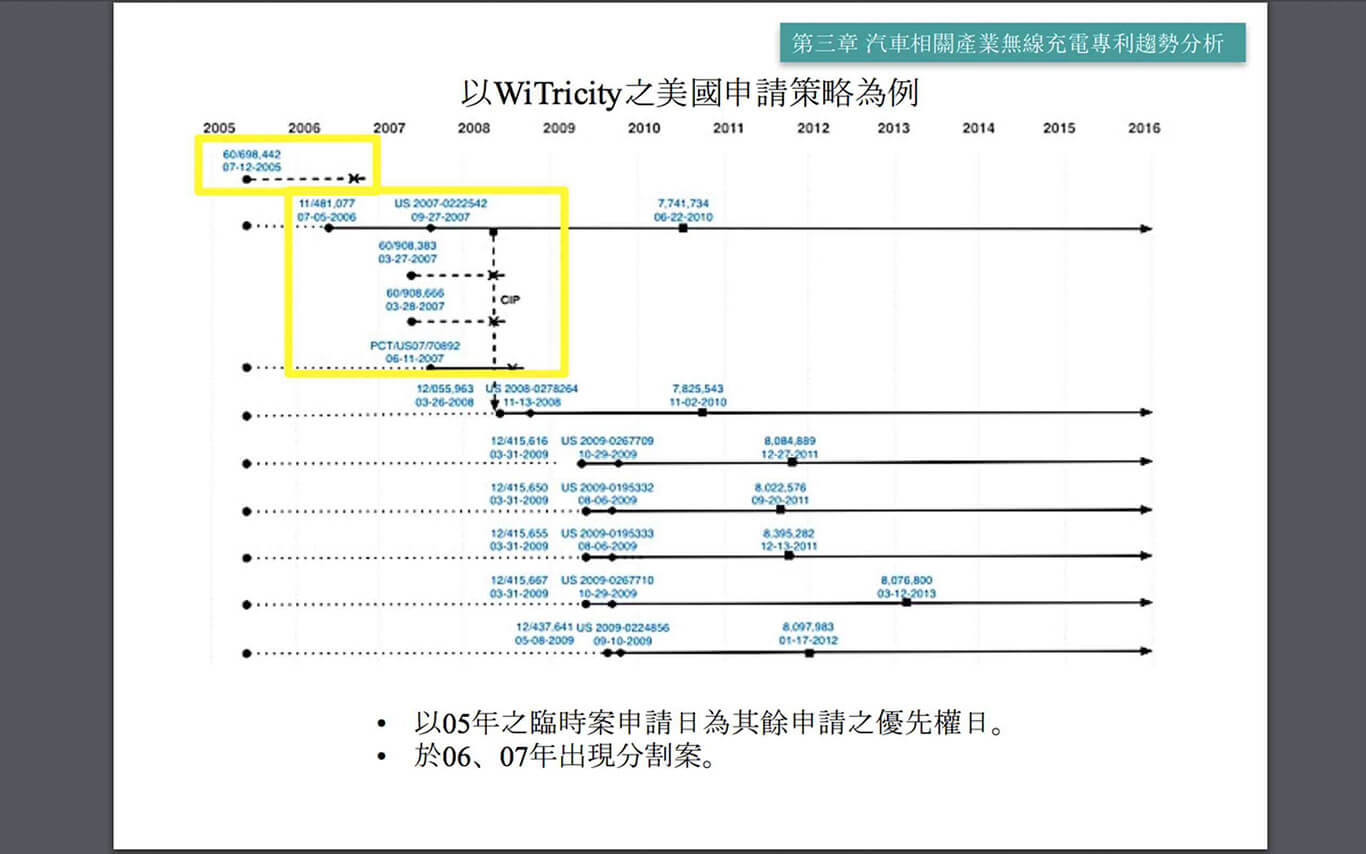 第三章 汽車相關產業無線充電專利趨勢分析
以WiTricity之美國申請策略為例
2005 2006 2007 2008 2009 2010 2011 2012 2013 2014 2015 2016
60/698,442
07-12-2005
11/481,077 US 2007-0222542 7,741,734
07-05-2006 09-27-2007 06-22-2010
60/908,383
03-27-2007
60/908,666
03-28-2007
CIP
PCT/US07/70892
06-11-2007
12/055,963 US 2008-0278264 7,825,543
03-26-2008 11-13-2008 11-02-2010
12/415,616 US 2009-0267709 8,084,889
03-31-2009 10-29-2009 12-27-2011
12/415,650 US 2009-0195332 8,022,576
03-31-2009 08-06-2009 09-20-2011
12/415,655 US 2009-0195333 8,395,282
03-31-2009 08-06-2009 12-13-2011
12/415,667 US 2009-0267710 8,076,800
03-31-2009 10-29-2009 03-12-2013
12/437,641 US 2009-0224856 8,097,983
05-08-2009 09-10-2009 01-17-2012
• 以05年之臨時案申請日為其餘申請之優先權日。
• 於06、07年出現分割案。